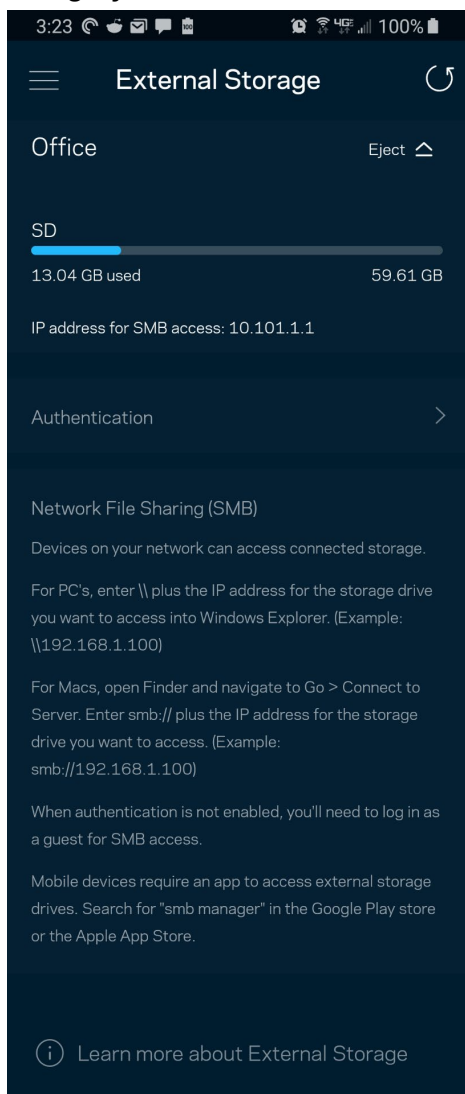 3:23 100%
External Storage
Office Eject
SD
13.04 GB used 59.61 GB
IP address for SMB access: 10.101.1.1
Authentication
Network File Sharing (SMB)
Devices on your network can access connected storage.
For PC's, enter \\ plus the IP address for the storage drive
you want to access into Windows Explorer. (Example:
\\192.168.1.100)
For Macs, open Finder and navigate to Go > Connect to
Server. Enter smb:// plus the IP address for the storage
drive you want to access. (Example:
smb://192.168.1.100)
When authentication is not enabled, you'll need to log in as
a guest for SMB access.
Mobile devices require an app to access external storage
drives. Search for "smb manager" in the Google Play store
or the Apple App Store.
Learn more about External Storage